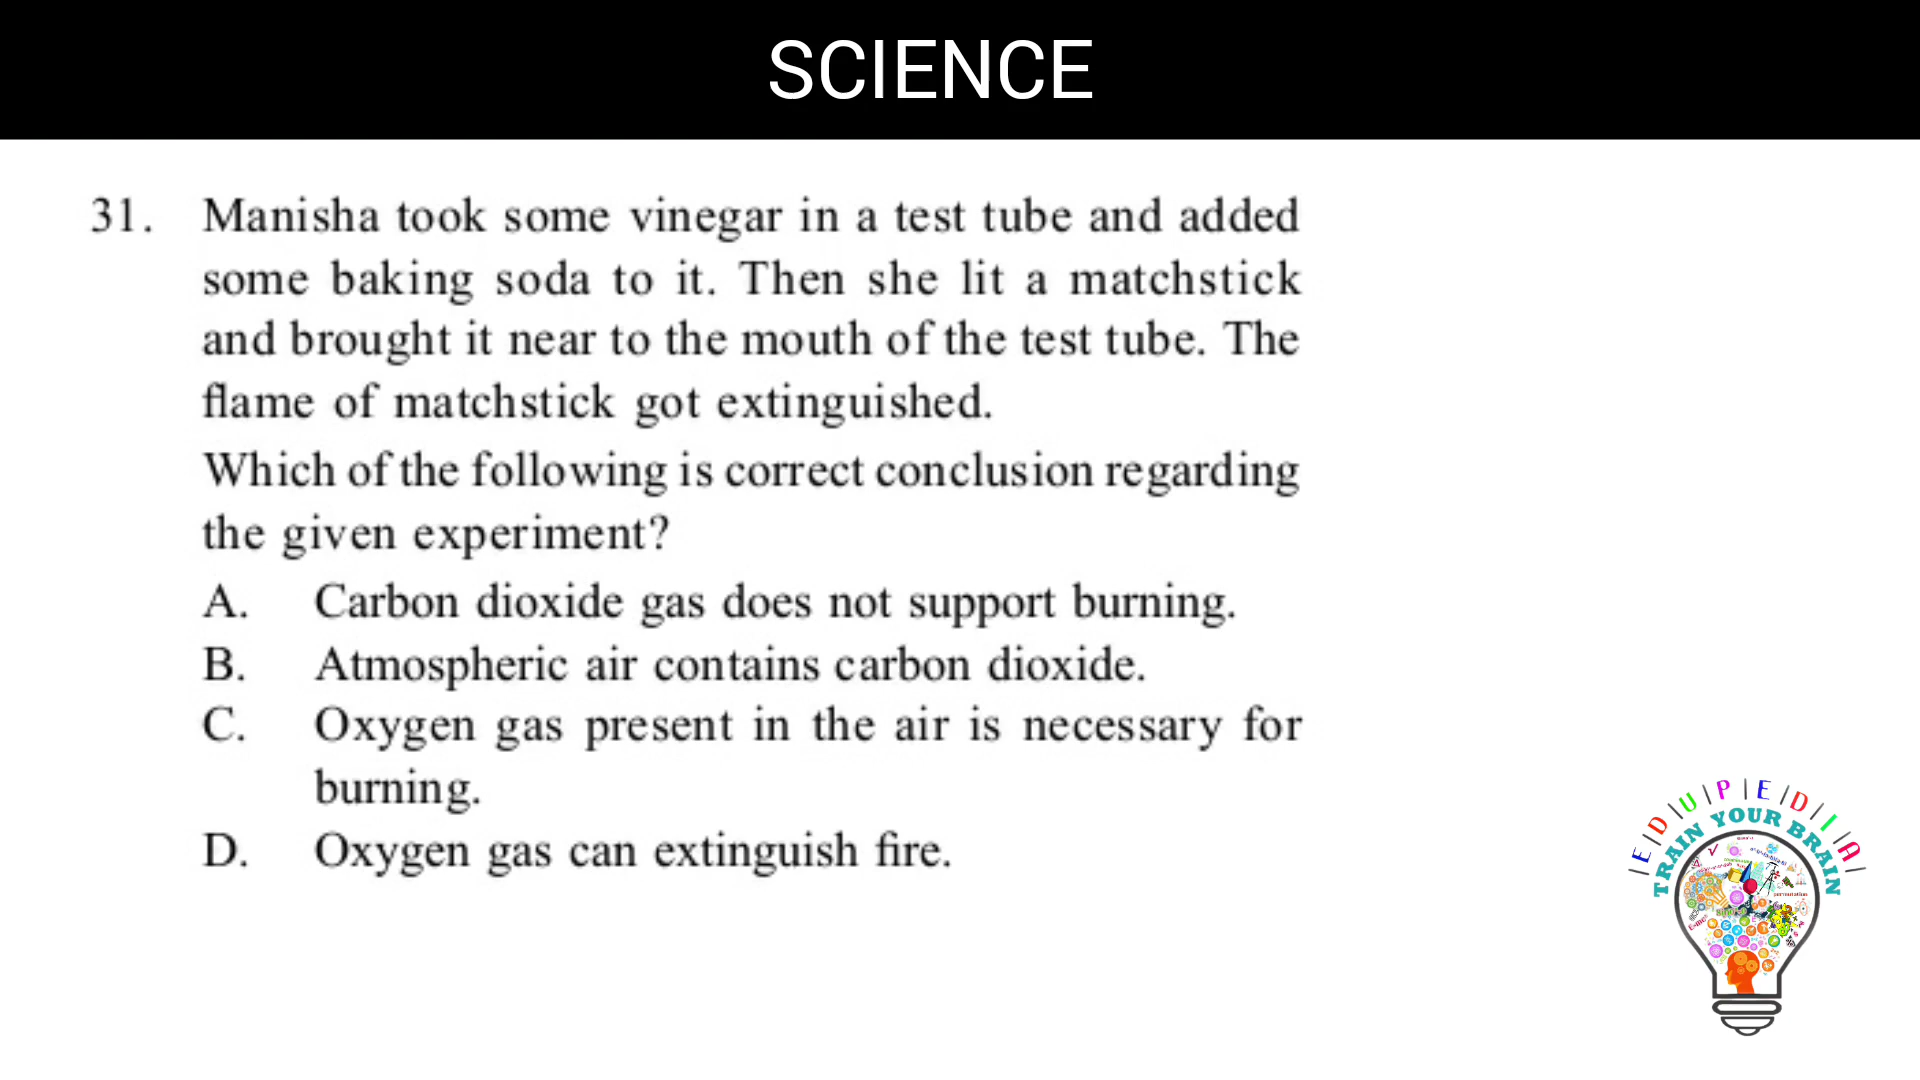 SCIENCE
31. Manisha took some vinegar in a test tube and added
some baking soda to it. Then she lit a matchstick
and brought it near to the mouth of the test tube. The
flame of matchstick got extinguished.
Which of the following is correct conclusion regarding
the given experiment?
A. Carbon dioxide gas does not support burning.
B. Atmospheric air contains carbon dioxide.
C. Oxygen gas present in the air is necessary for
burning.
D. Oxygen gas can extinguish fire.
|E|D|U|P|E|D|I|A|
TRAIN YOUR BRAIN